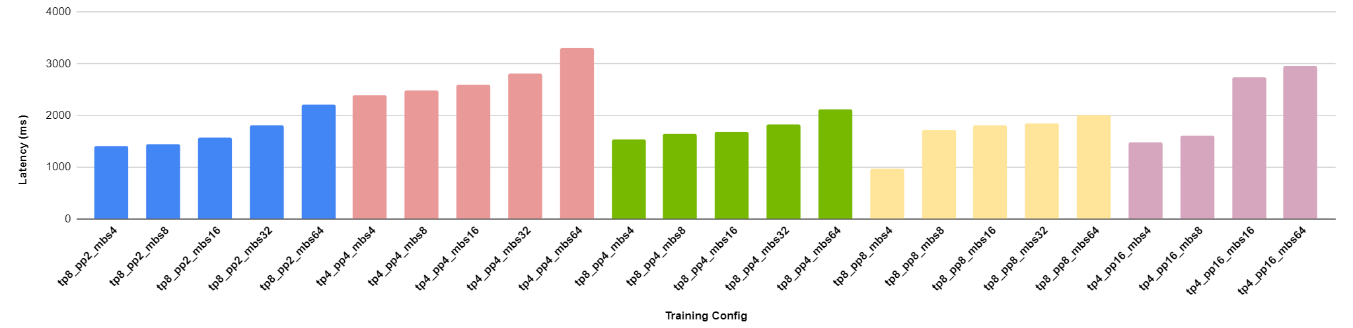 4000
3000
2000
1000
0
Latency (ms)
tp8_pp2_mbs4
tp8_pp2_mbs8
tp8_pp2_mbs16
tp8_pp2_mbs32
tp8_pp2_mbs64
tp4_pp4_mbs4
tp4_pp4_mbs8
tp4_pp4_mbs16
tp4_pp4_mbs32
tp4_pp4_mbs64
tp8_pp4_mbs4
tp8_pp4_mbs8
tp8_pp4_mbs16
tp8_pp4_mbs32
tp8_pp4_mbs64
tp8_pp8_mbs4
tp8_pp8_mbs8
tp8_pp8_mbs16
tp8_pp8_mbs32
tp8_pp8_mbs64
tp4_pp16_mbs4
tp4_pp16_mbs8
tp4_pp16_mbs16
tp4_pp16_mbs64
Training Config